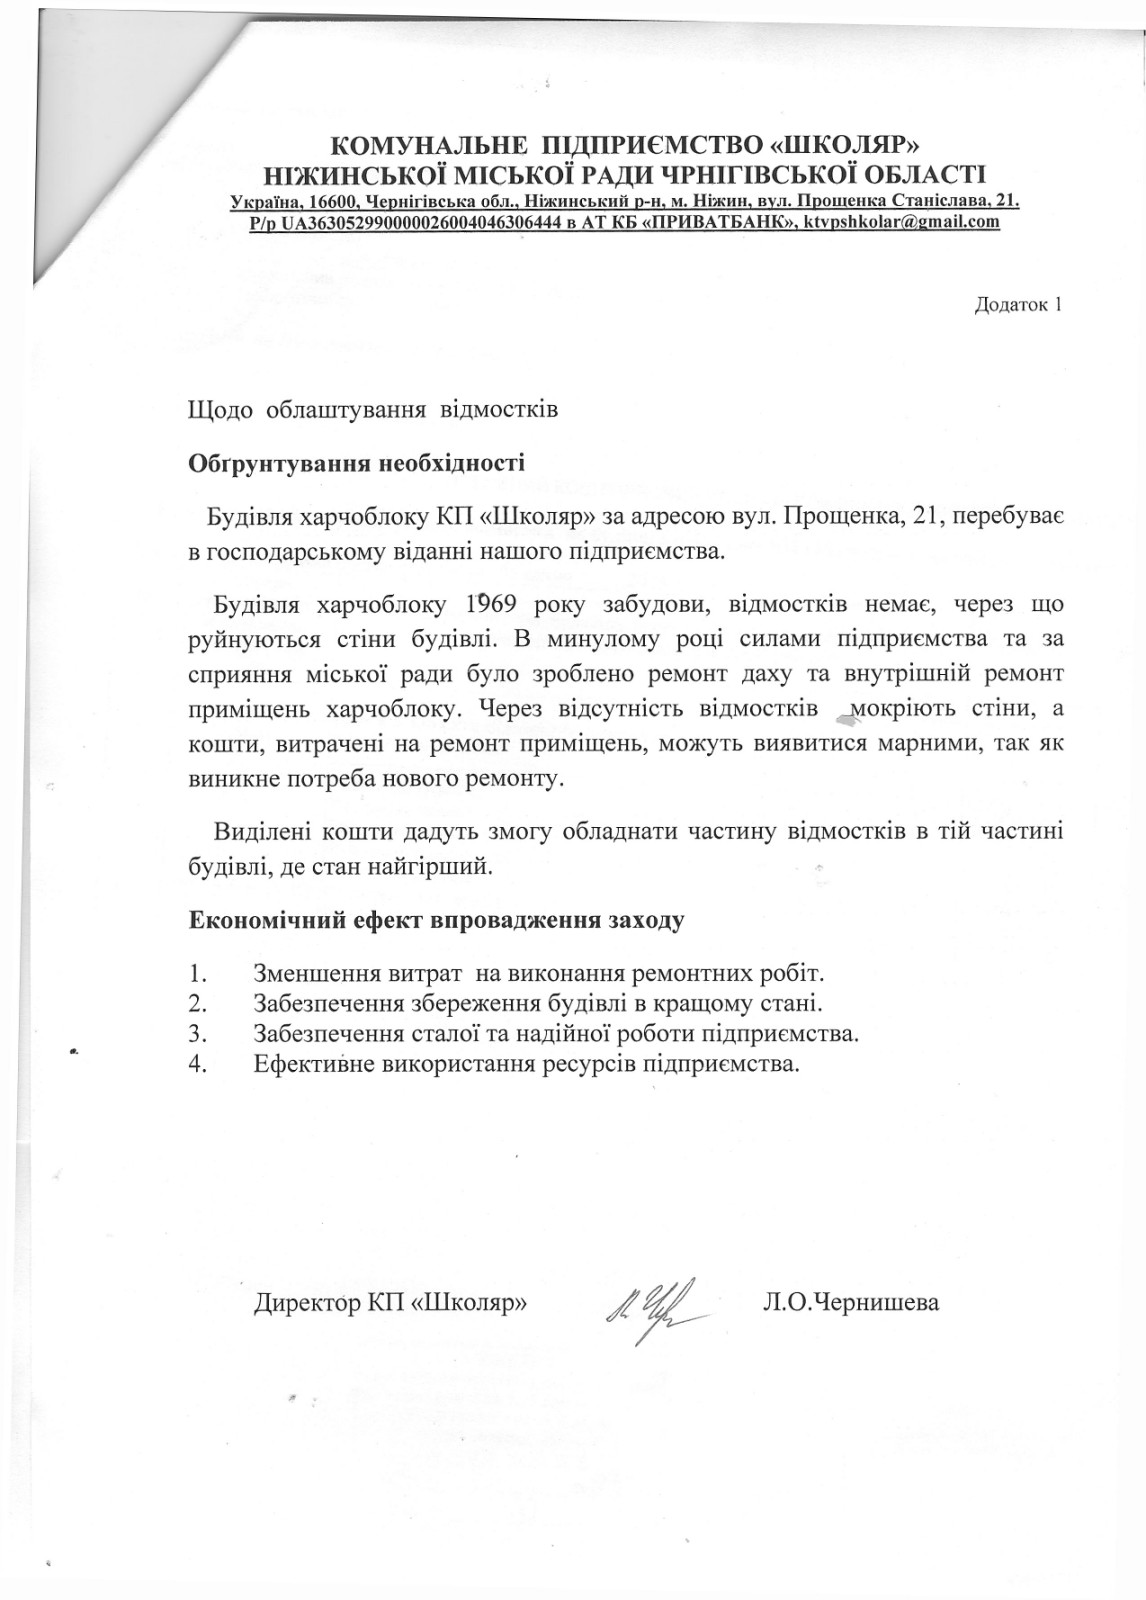 КОМУНАЛЬНЕ ПІДПРИЄМСТВО «ШКОЛЯР»
НІЖИНСЬКОЇ МІСЬКОЇ РАДИ ЧРНІГІВСЬКОЇ ОБЛАСТІ
Україна, 16600, Чернігівська обл., Ніжинський р-н, м. Ніжин, вул. Прощенка Станіслава, 21.
Р/р UA363052990000026004046306444 в АТ КБ «ПРИВАТБАНК», ktvpshkolar@gmail.com
Додаток 1
Щодо облаштування відмостків
Обґрунтування необхідності
Будівля харчоблоку КП «Школяр» за адресою вул. Прощенка, 21, перебуває
в господарському віданні нашого підприємства.
Будівля харчоблоку 1969 року забудови, відмостків немає, через що
руйнуються стіни будівлі. В минулому році силами підприємства та за
сприяння міської ради було зроблено ремонт даху та внутрішній ремонт
приміщень харчоблоку. Через відсутність відмостків мокріють стіни, а
кошти, витрачені на ремонт приміщень, можуть виявитися марними, так як
виникне потреба нового ремонту.
Виділені кошти дадуть змогу обладнати частину відмостків в тій частині
будівлі, де стан найгірший.
Економічний ефект впровадження заходу
1. Зменшення витрат на виконання ремонтних робіт.
2. Забезпечення збереження будівлі в кращому стані.
3. Забезпечення сталої та надійної роботи підприємства.
4. Ефективне використання ресурсів підприємства.
Директор КП «Школяр» Л.О.Чернишева